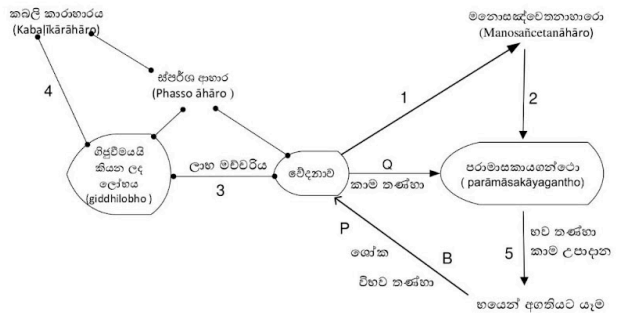 කබලි කාරාහාරය
(Kabaḷīkārāhāro)
මනොසඤ්චෙතනාහාරො
(Manosañcetanāhāro)
ස්පර්ශ ආහාර
(Phasso āhāro )
4
1
2
ගිජුවීමයයි
කියන ලද
ලෝභය
(giddhilobho)
ලාභ මච්චරිය
3
වේදනාව
Q
කාම තණ්හා
පරාමාසකායගන්ථො
( parāmāsakāyagantho)
P
ශෝක
B
විභව තණ්හා
5
භව තණ්හා
කාම උපාදාන
භයෙන් අගතියට යෑම